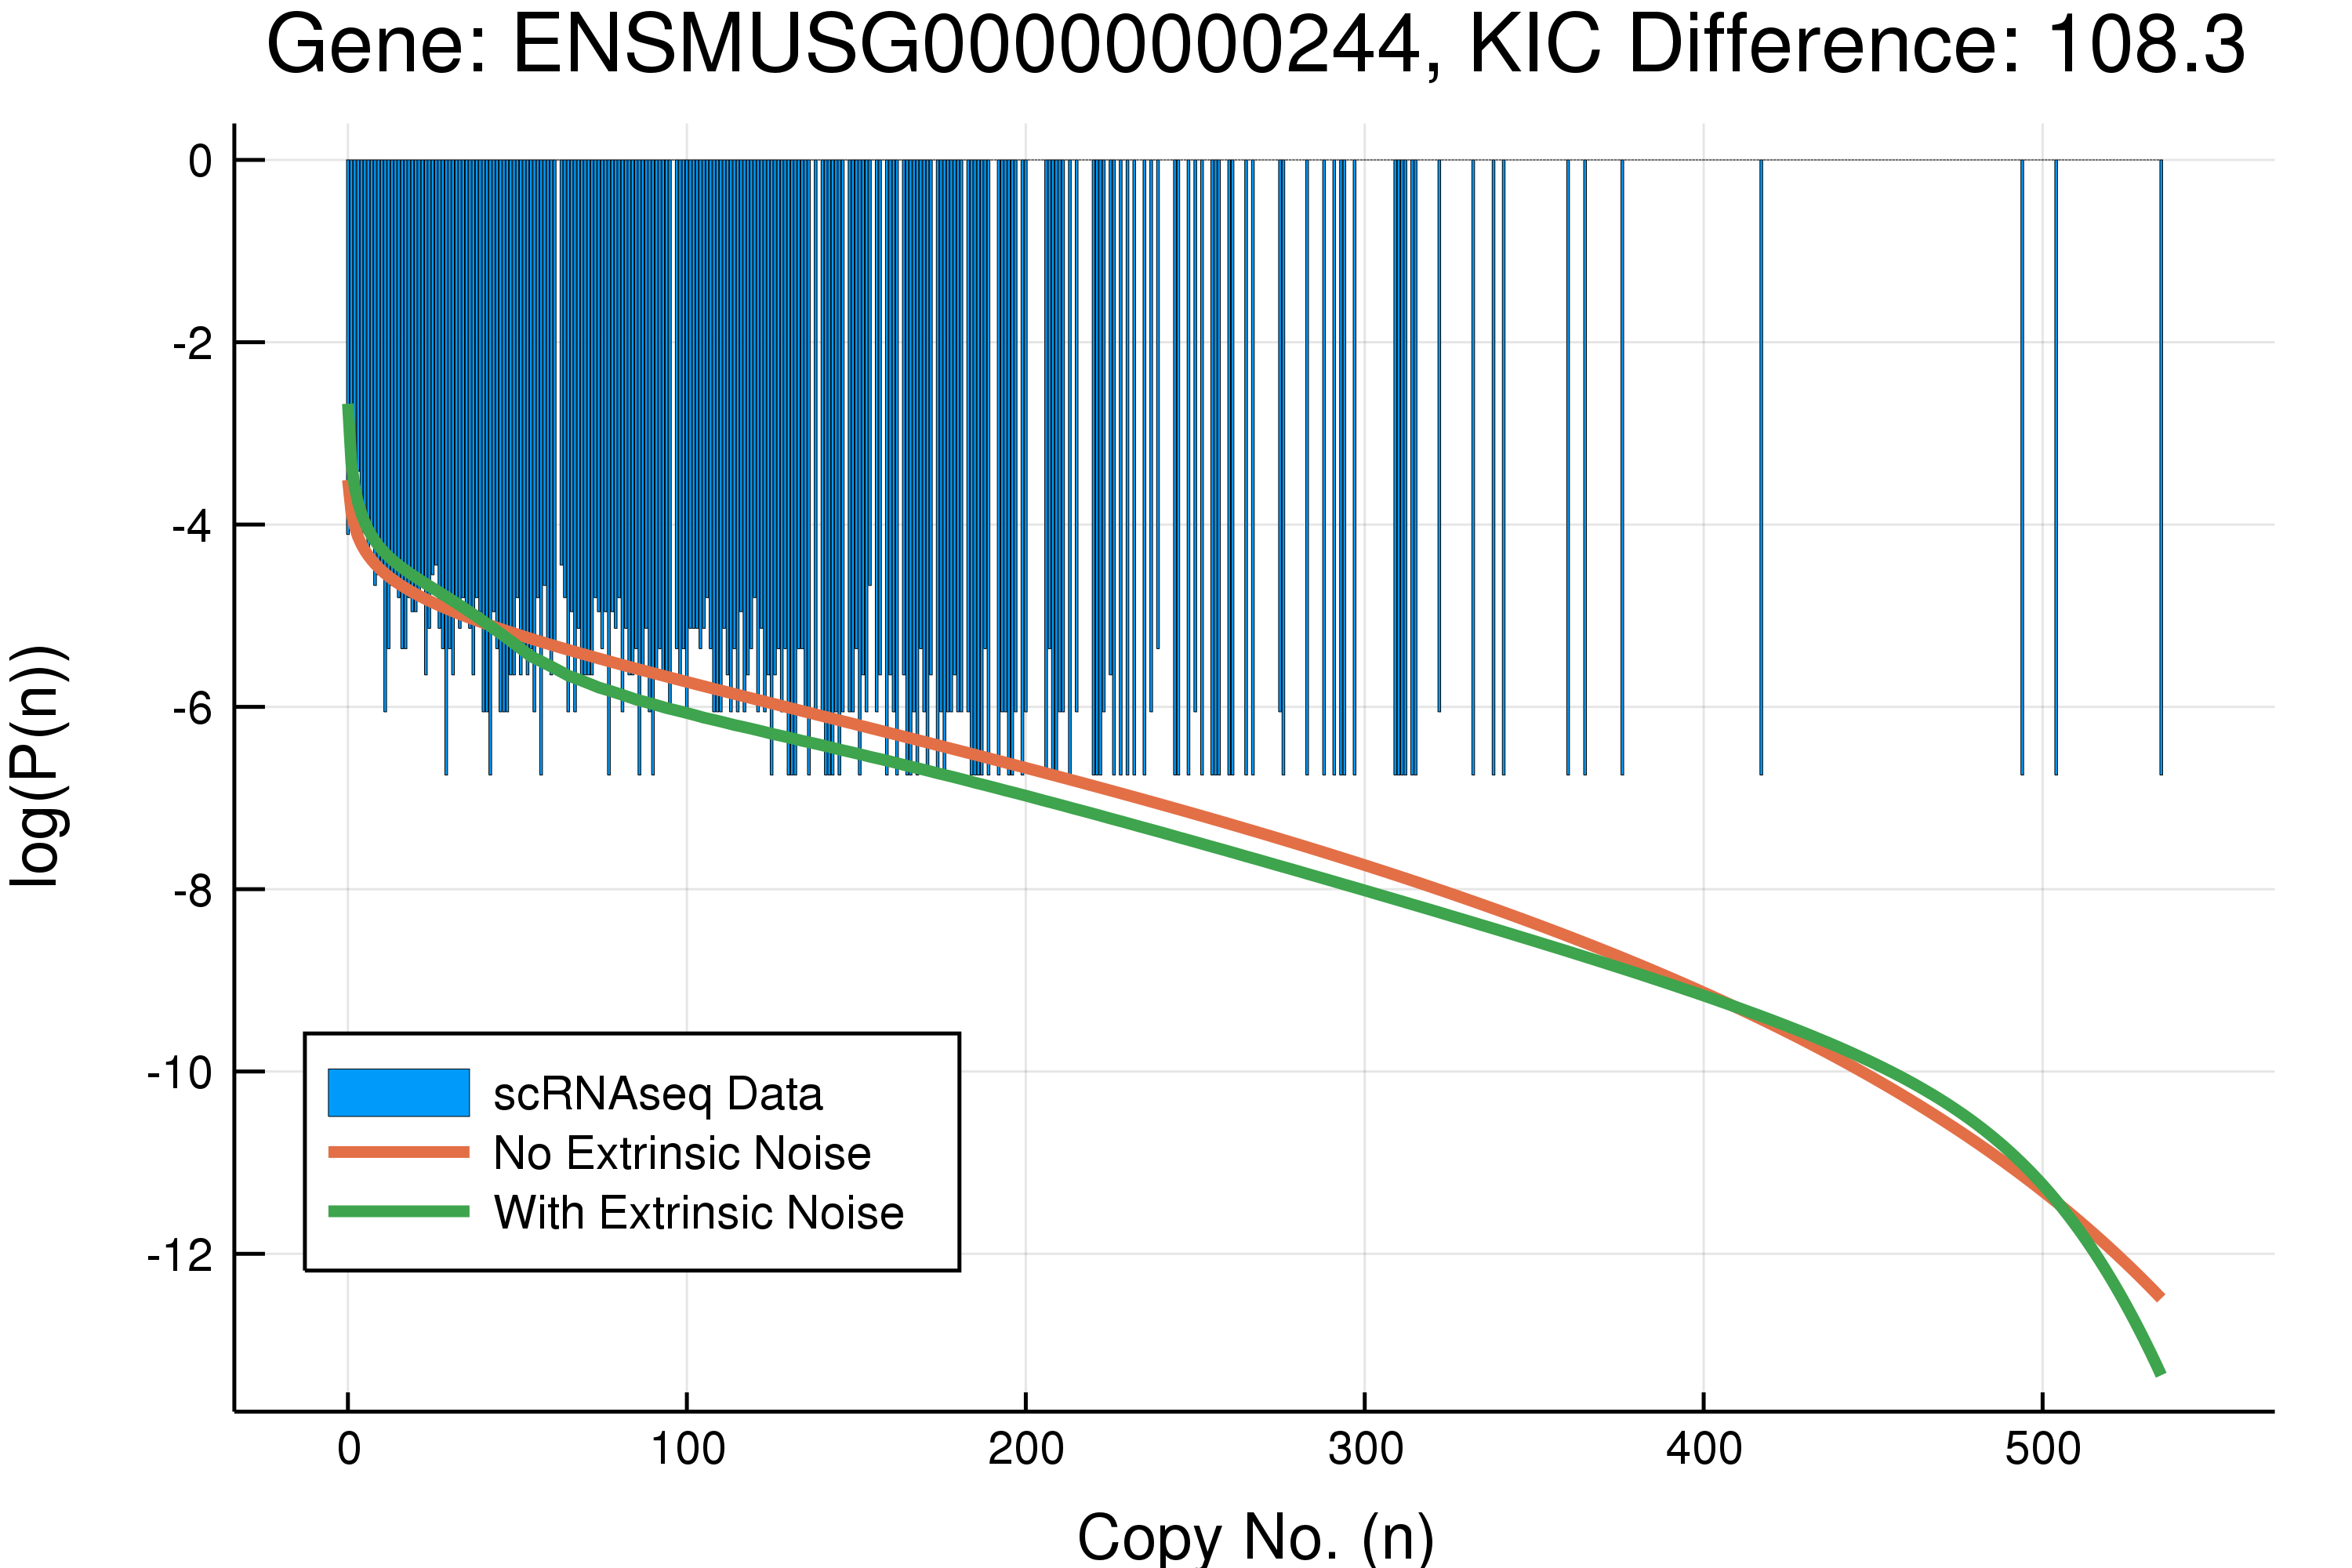 Gene: ENSMUSG00000000244, KIC Difference: 108.3
0
-2
-4
-6
-8
-10
-12
log(P(n))
scRNAseq Data
No Extrinsic Noise
With Extrinsic Noise
0 100 200 300 400 500
Copy No. (n)